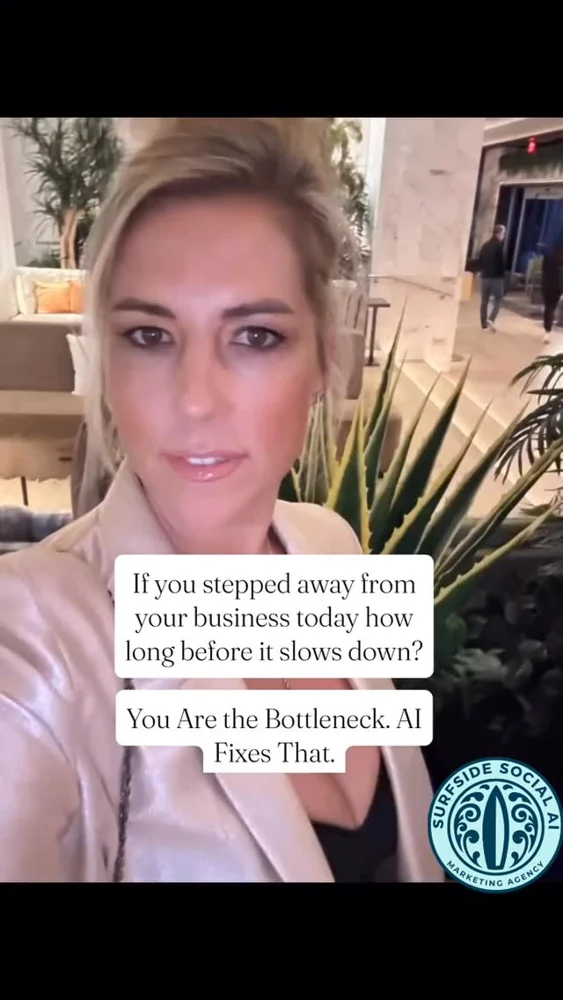 If you stepped away from
your business today how
long before it slows down?
You Are the Bottleneck. AI
Fixes That.
SURFSIDE SOCIAL AI
MARKETING AGENCY